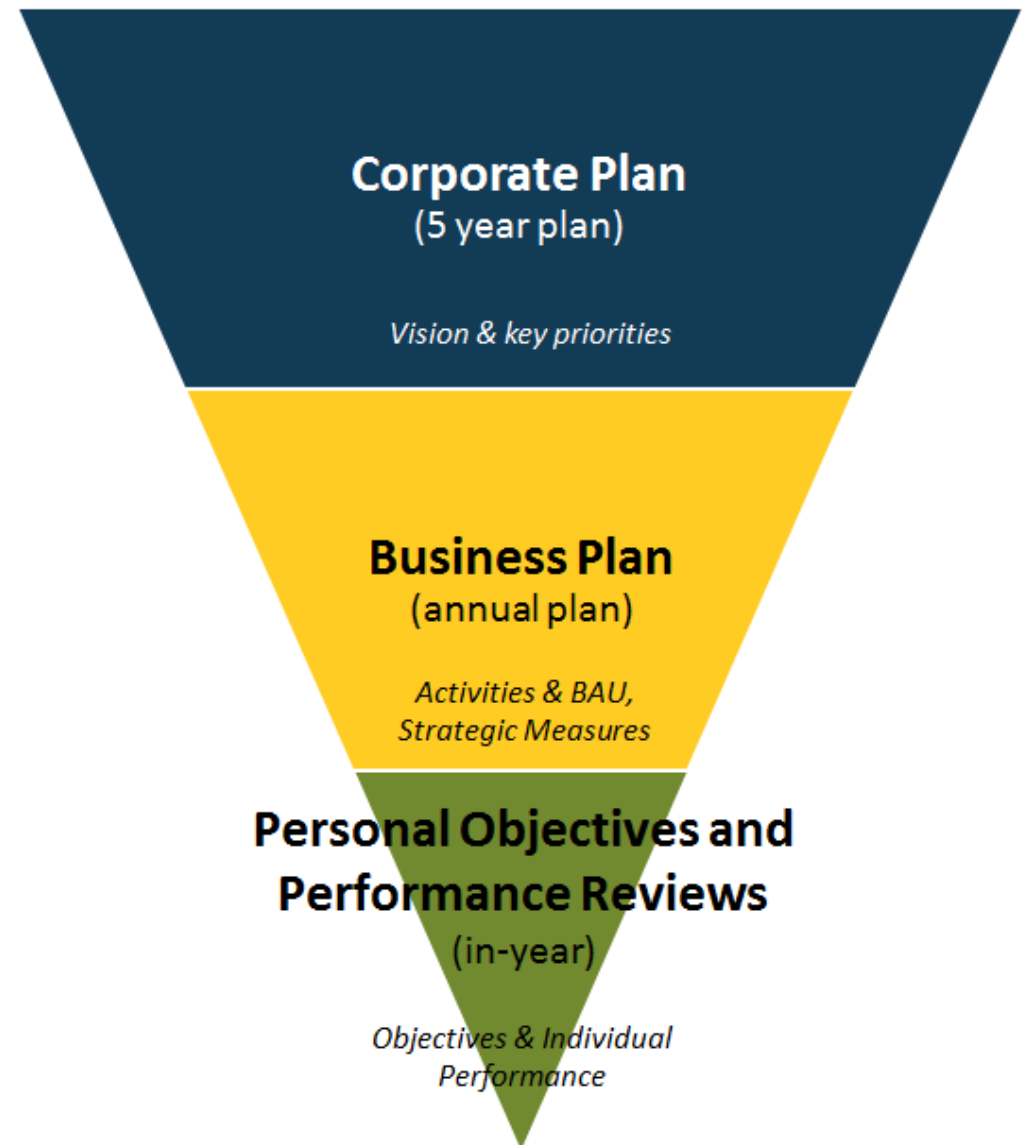 Corporate Plan
(5 year plan)
Vision & key priorities
Business Plan
(annual plan)
Activities & BAU,
Strategic Measures
Personal Objectives and
Performance Reviews
(in-year)
Objectives & Individual
Performance